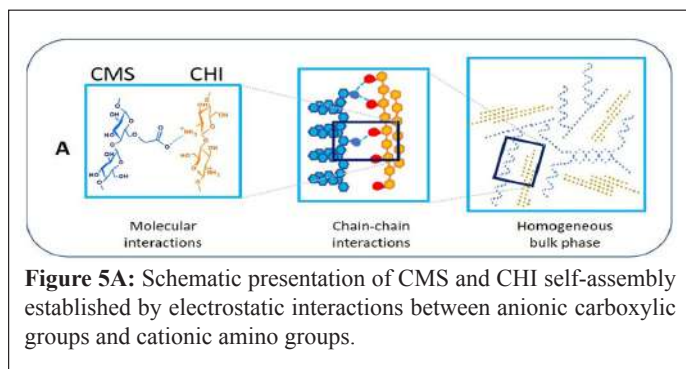 CMS CHI
A
Molecular interactions
Chain-chain interactions
Homogeneous bulk phase
Figure 5A: Schematic presentation of CMS and CHI self-assembly
established by electrostatic interactions between anionic carboxylic
groups and cationic amino groups.